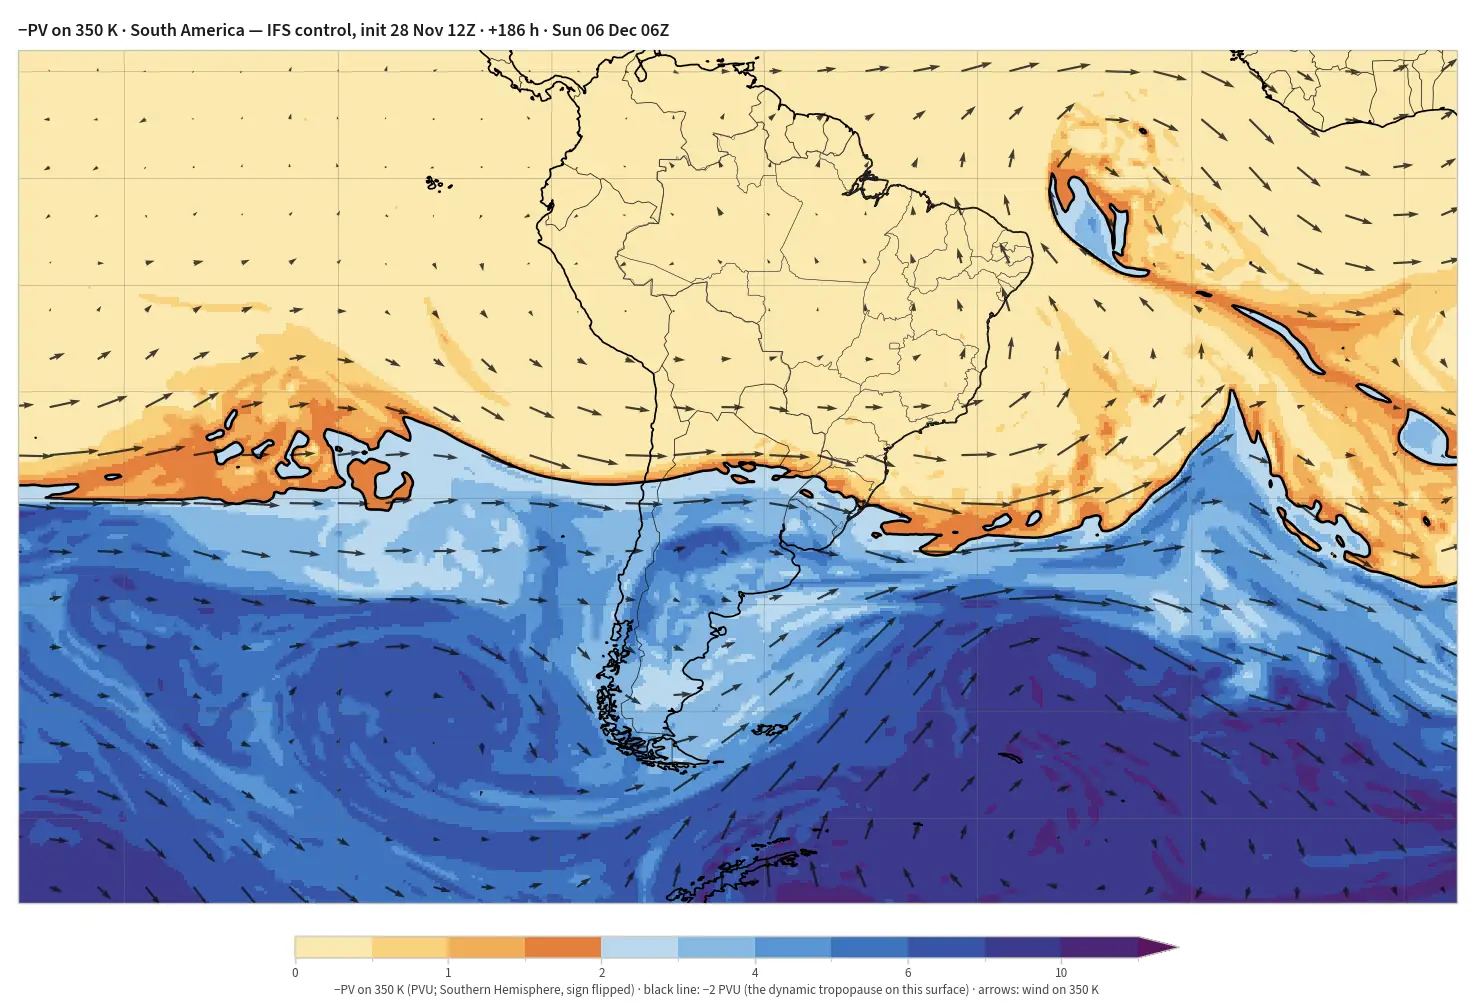 −PV on 350 K · South America — IFS control, init 28 Nov 12Z · +186 h · Sun 06 Dec 06Z
0 1 2 4 6 10
−PV on 350 K (PVU; Southern Hemisphere, sign flipped) · black line: −2 PVU (the dynamic tropopause on this surface) · arrows: wind on 350 K